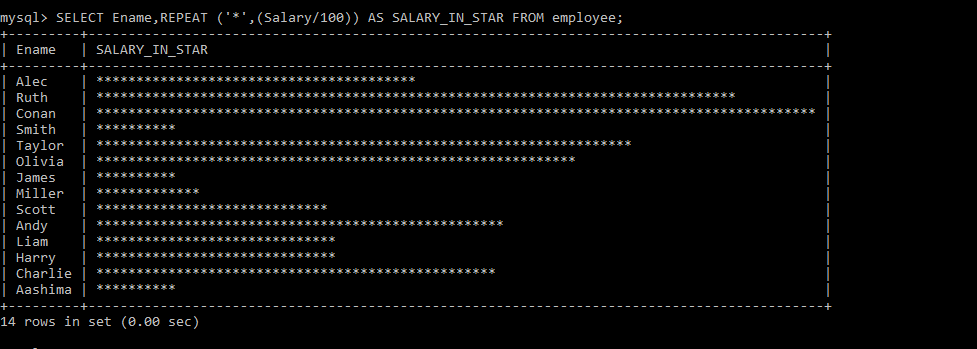 mysql> SELECT Ename,REPEAT ('*',(Salary/100)) AS SALARY_IN_STAR FROM employee;
+---------+--------------------------------------------------------------------------------------------+
| Ename   | SALARY_IN_STAR                                                                             |
+---------+--------------------------------------------------------------------------------------------+
| Alec    | ****************************************                                                   |
| Ruth    | ********************************************************************************           |
| Conan   | ****************************************************************************************** |
| Smith   | **********                                                                                 |
| Taylor  | *******************************************************************                        |
| Olivia  | ************************************************************                               |
| James   | **********                                                                                 |
| Miller  | *************                                                                              |
| Scott   | *****************************                                                              |
| Andy    | ***************************************************                                        |
| Liam    | ******************************                                                             |
| Harry   | ******************************                                                             |
| Charlie | **************************************************                                         |
| Aashima | **********                                                                                 |
+---------+--------------------------------------------------------------------------------------------+
14 rows in set (0.00 sec)